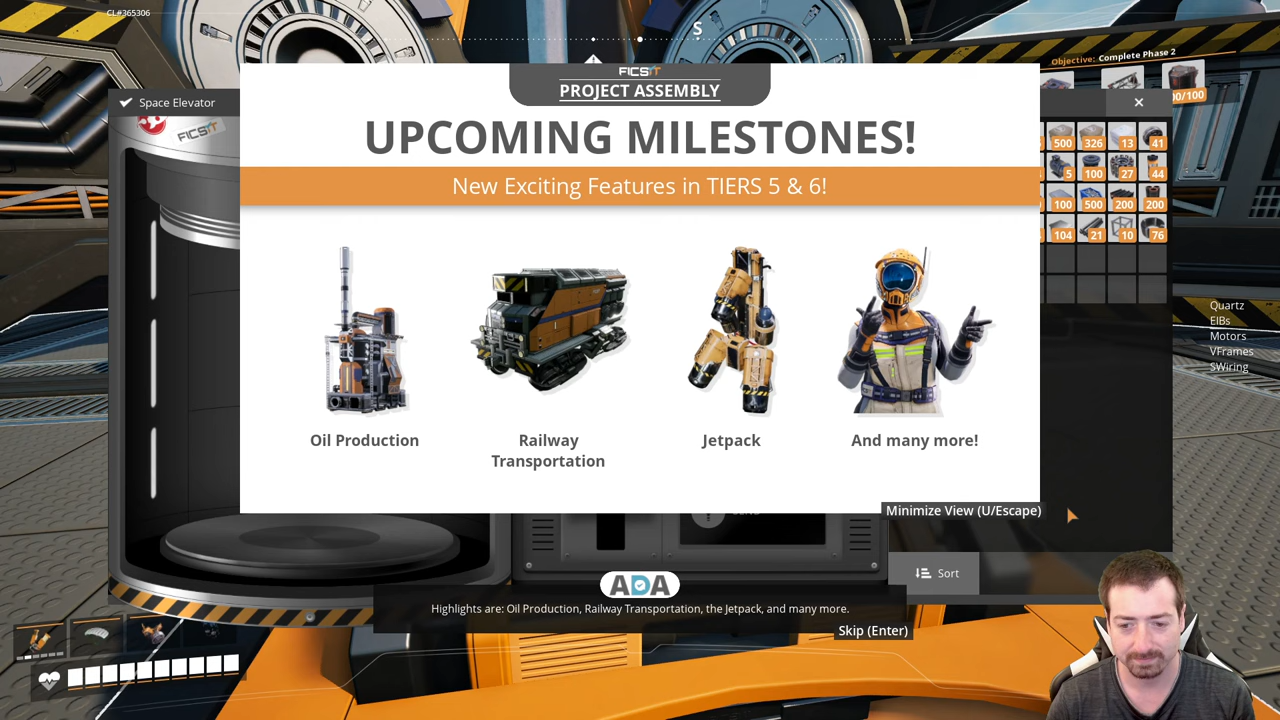 CL#365306
S
Objective: Complete Phase 2
00/100
Space Elevator
FICSIT
FICSIT
PROJECT ASSEMBLY
UPCOMING MILESTONES!
New Exciting Features in TIERS 5 & 6!
500 326 13 41
5 100 27 44
100 500 200 200
104 21 10 76
Quartz
EIBs
Motors
VFrames
SWiring
Oil Production
Railway
Transportation
Jetpack
And many more!
Minimize View (U/Escape)
Sort
ADA
Highlights are: Oil Production, Railway Transportation, the Jetpack, and many more.
Skip (Enter)